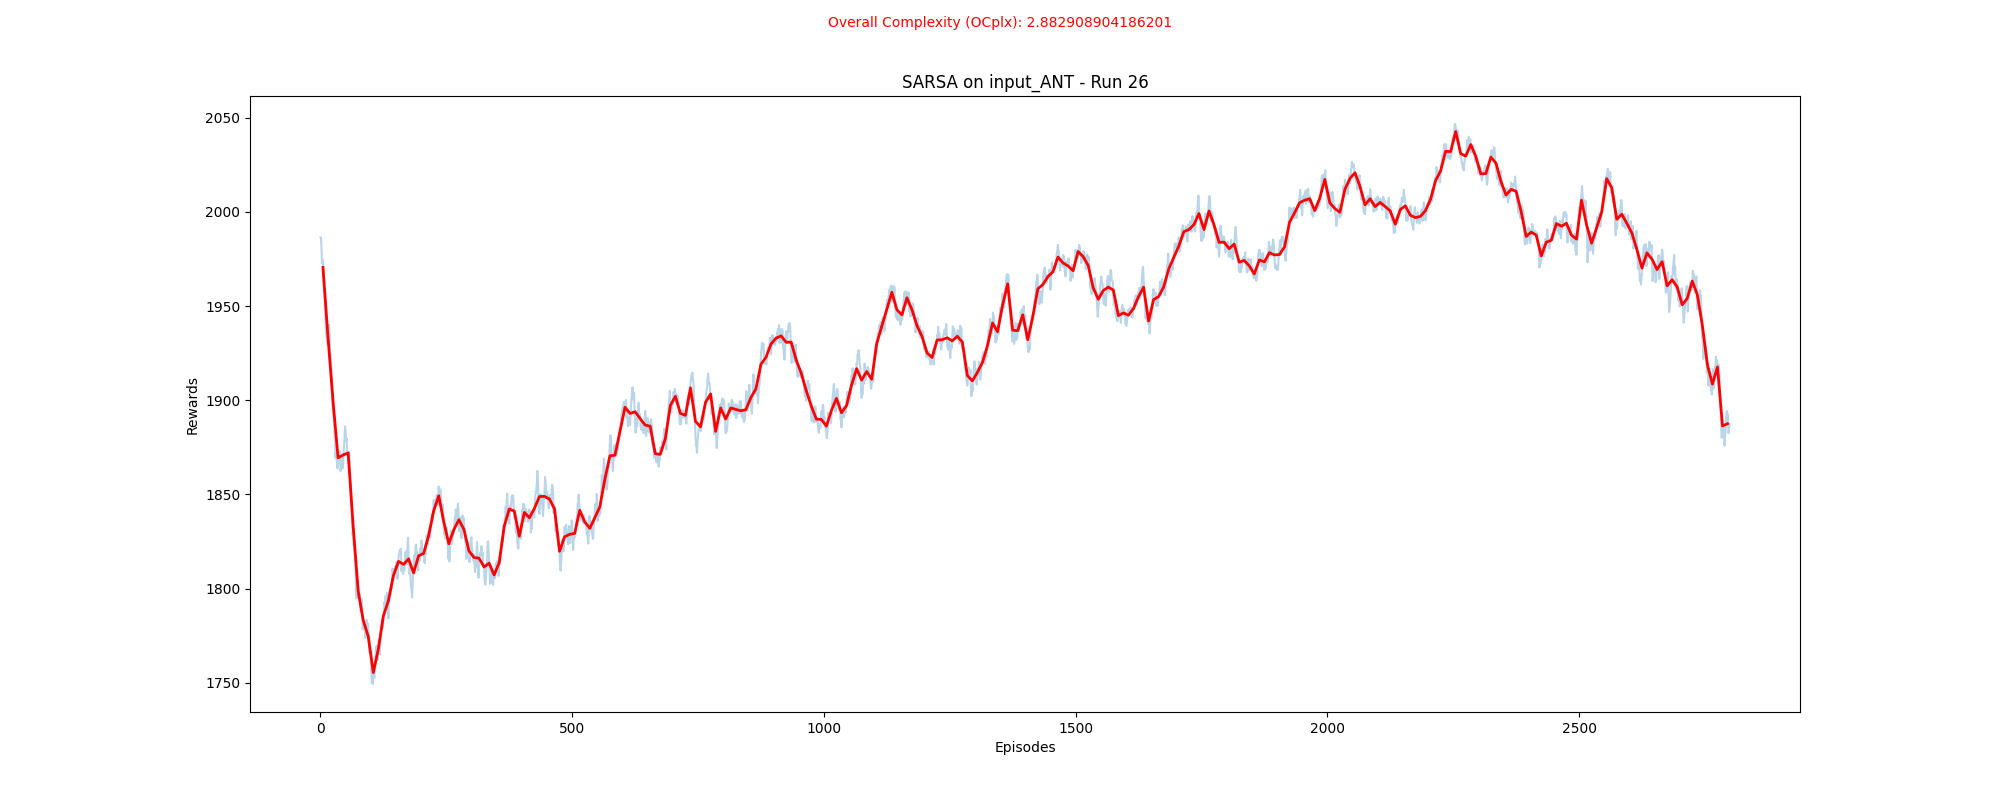 Overall Complexity (OCplx): 2.882908904186201
SARSA on input_ANT - Run 26
2050
2000
1950
1900
1850
1800
1750
Rewards
0 500 1000 1500 2000 2500
Episodes